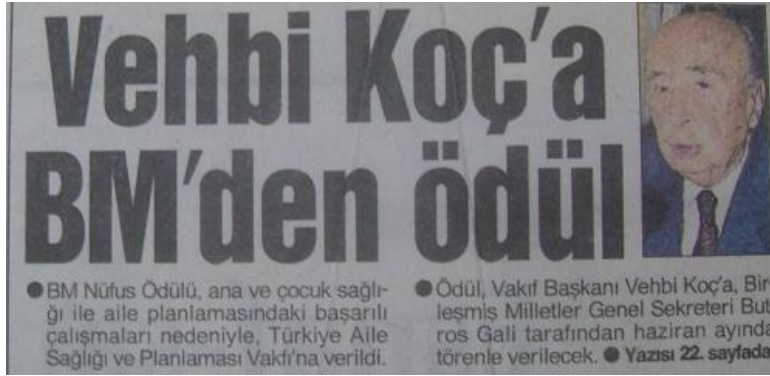 Vehbi Koç'a
BM'den ödül
● BM Nüfus Ödülü, ana ve çocuk sağlı-
ğı ile aile planlamasındaki başarılı
çalışmaları nedeniyle, Türkiye Aile
Sağlığı ve Planlaması Vakfı'na verildi.
● Ödül, Vakıf Başkanı Vehbi Koç'a, Bir
leşmiş Milletler Genel Sekreteri But
ros Gali tarafından haziran ayında
törenle verilecek. ● Yazısı 22. sayfada